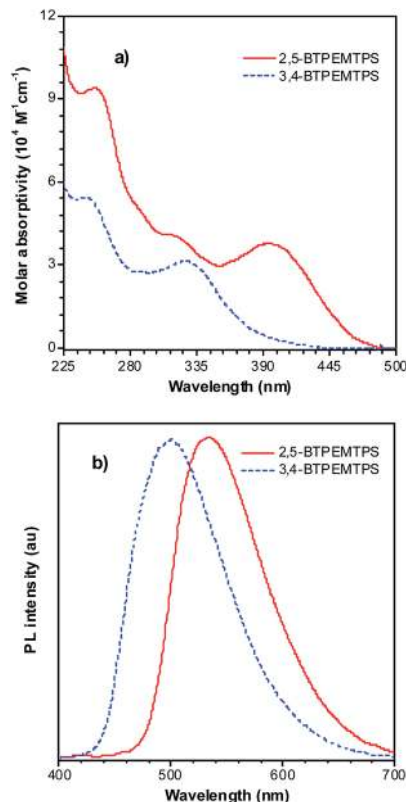 12
a)
2,5-BTPEMTPS
3,4-BTPEMTPS
9
6
3
0
Molar absorptivity (10⁴ M⁻¹cm⁻¹)
225 280 335 390 445 500
Wavelength (nm)
b)
2,5-BTPEMTPS
3,4-BTPEMTPS
PL intensity (au)
400 500 600 700
Wavelength (nm)